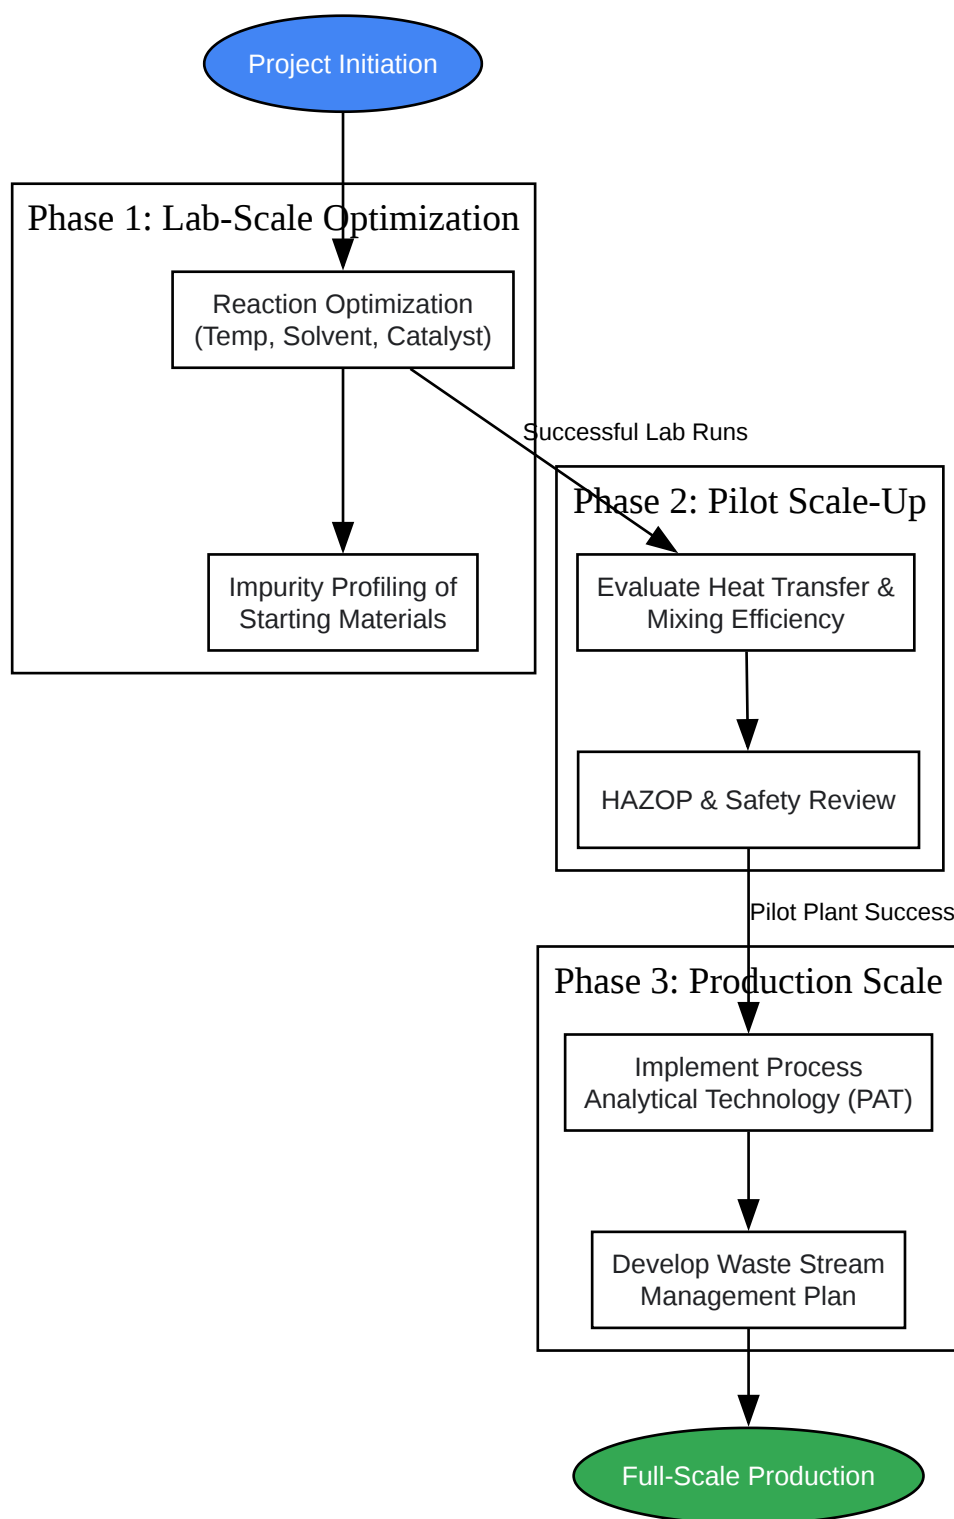 Project Initiation
Phase 1: Lab-Scale Optimization
Reaction Optimization
(Temp, Solvent, Catalyst)
Successful Lab Runs
Phase 2: Pilot Scale-Up
Impurity Profiling of
Starting Materials
Evaluate Heat Transfer &
Mixing Efficiency
HAZOP & Safety Review
Pilot Plant Success
Phase 3: Production Scale
Implement Process
Analytical Technology (PAT)
Develop Waste Stream
Management Plan
Full-Scale Production